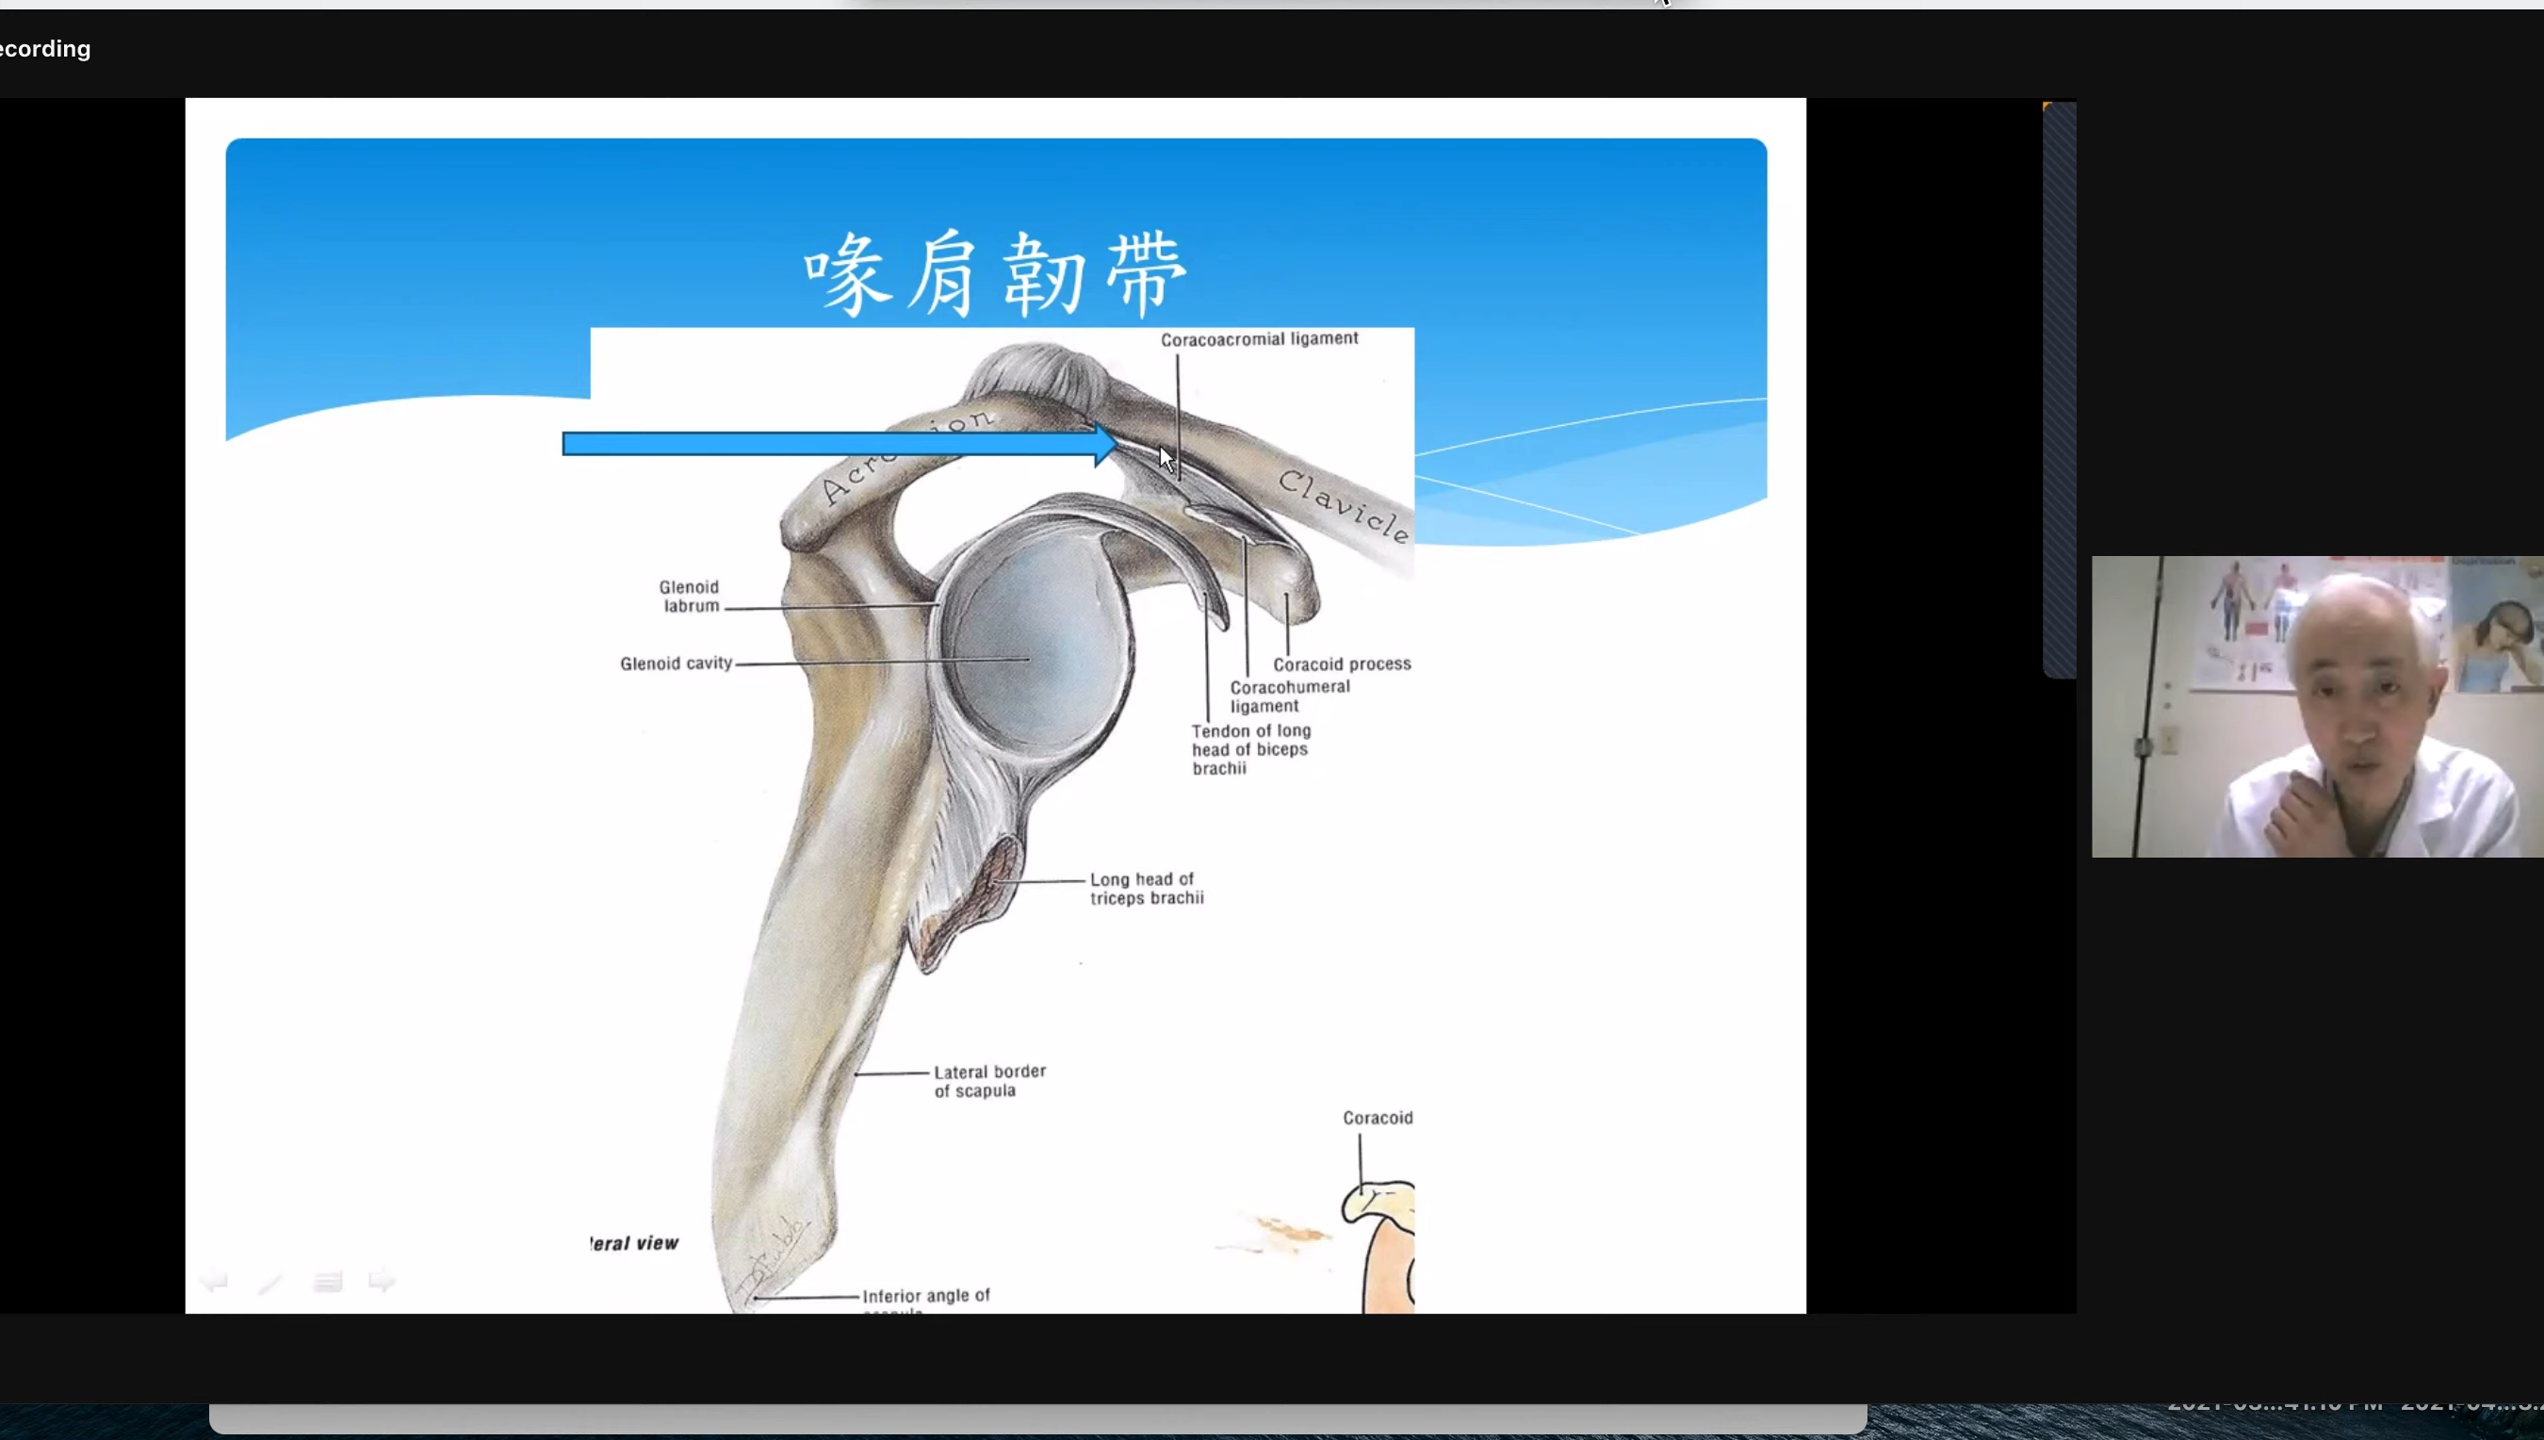 ecording
喙肩韌帶
Coracoacromial ligament
Acro ion
Clavicle
Glenoid
labrum
Glenoid cavity
Coracoid process
Coracohumeral
ligament
Tendon of long
head of biceps
brachii
Long head of
triceps brachii
Lateral border
of scapula
Coracoid
eral view
Inferior angle of